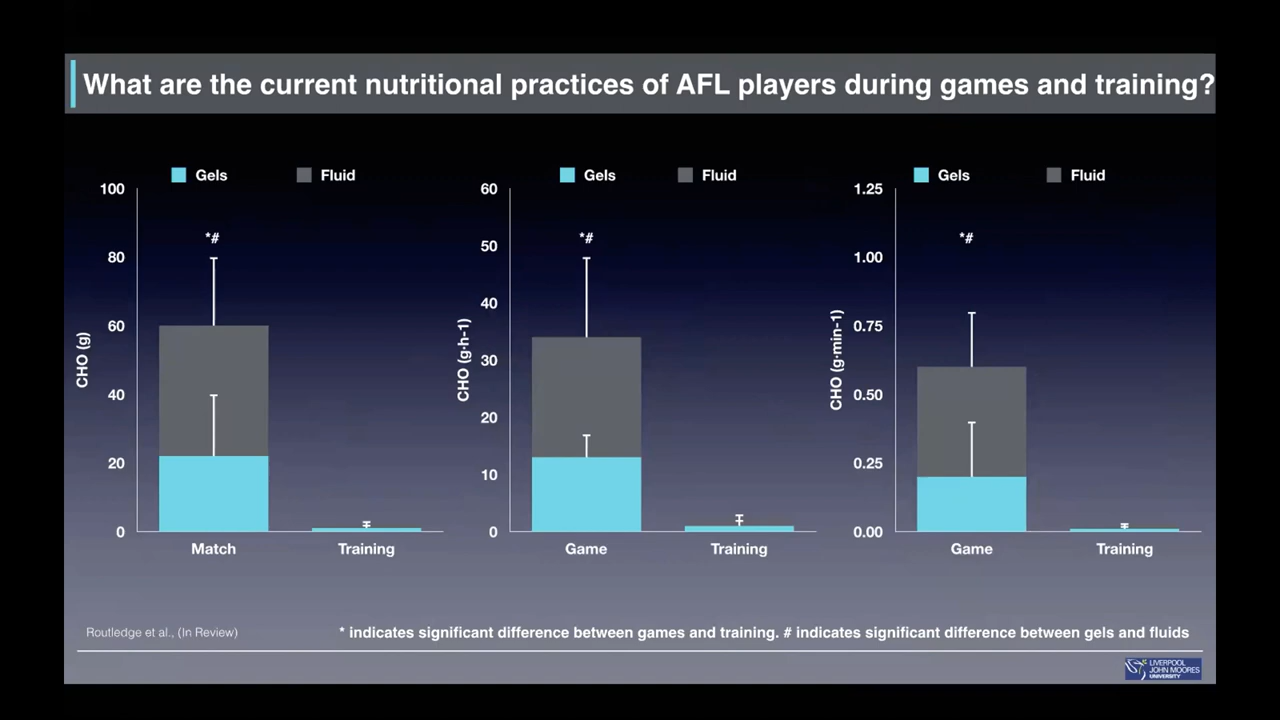 What are the current nutritional practices of AFL players during games and training?
Gels Fluid
100
80
60
40
20
0
CHO (g)
*#
Match Training
Gels Fluid
60
50
40
30
20
10
0
CHO (g·h-1)
*#
Game Training
Gels Fluid
1.25
1.00
0.75
0.50
0.25
0.00
CHO (g·min-1)
*#
Game Training
Routledge et al., (In Review)
* indicates significant difference between games and training. # indicates significant difference between gels and fluids
LIVERPOOL
JOHN MOORES
UNIVERSITY